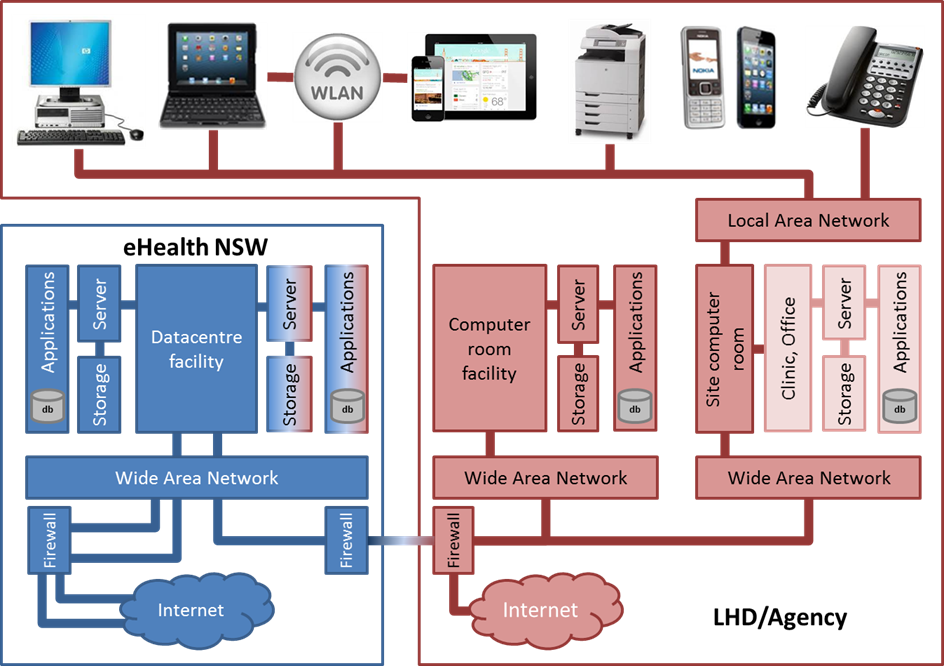 WLAN
68°
NOKIA
Local Area Network
eHealth NSW
Applications
db
Server
Storage
Datacentre
facility
Server
Storage
Applications
db
Computer
room
facility
Server
Storage
Applications
db
Site computer
room
Clinic, Office
Server
Storage
Applications
db
Wide Area Network
Wide Area Network
Wide Area Network
Firewall
Firewall
Firewall
Internet
Internet
LHD/Agency